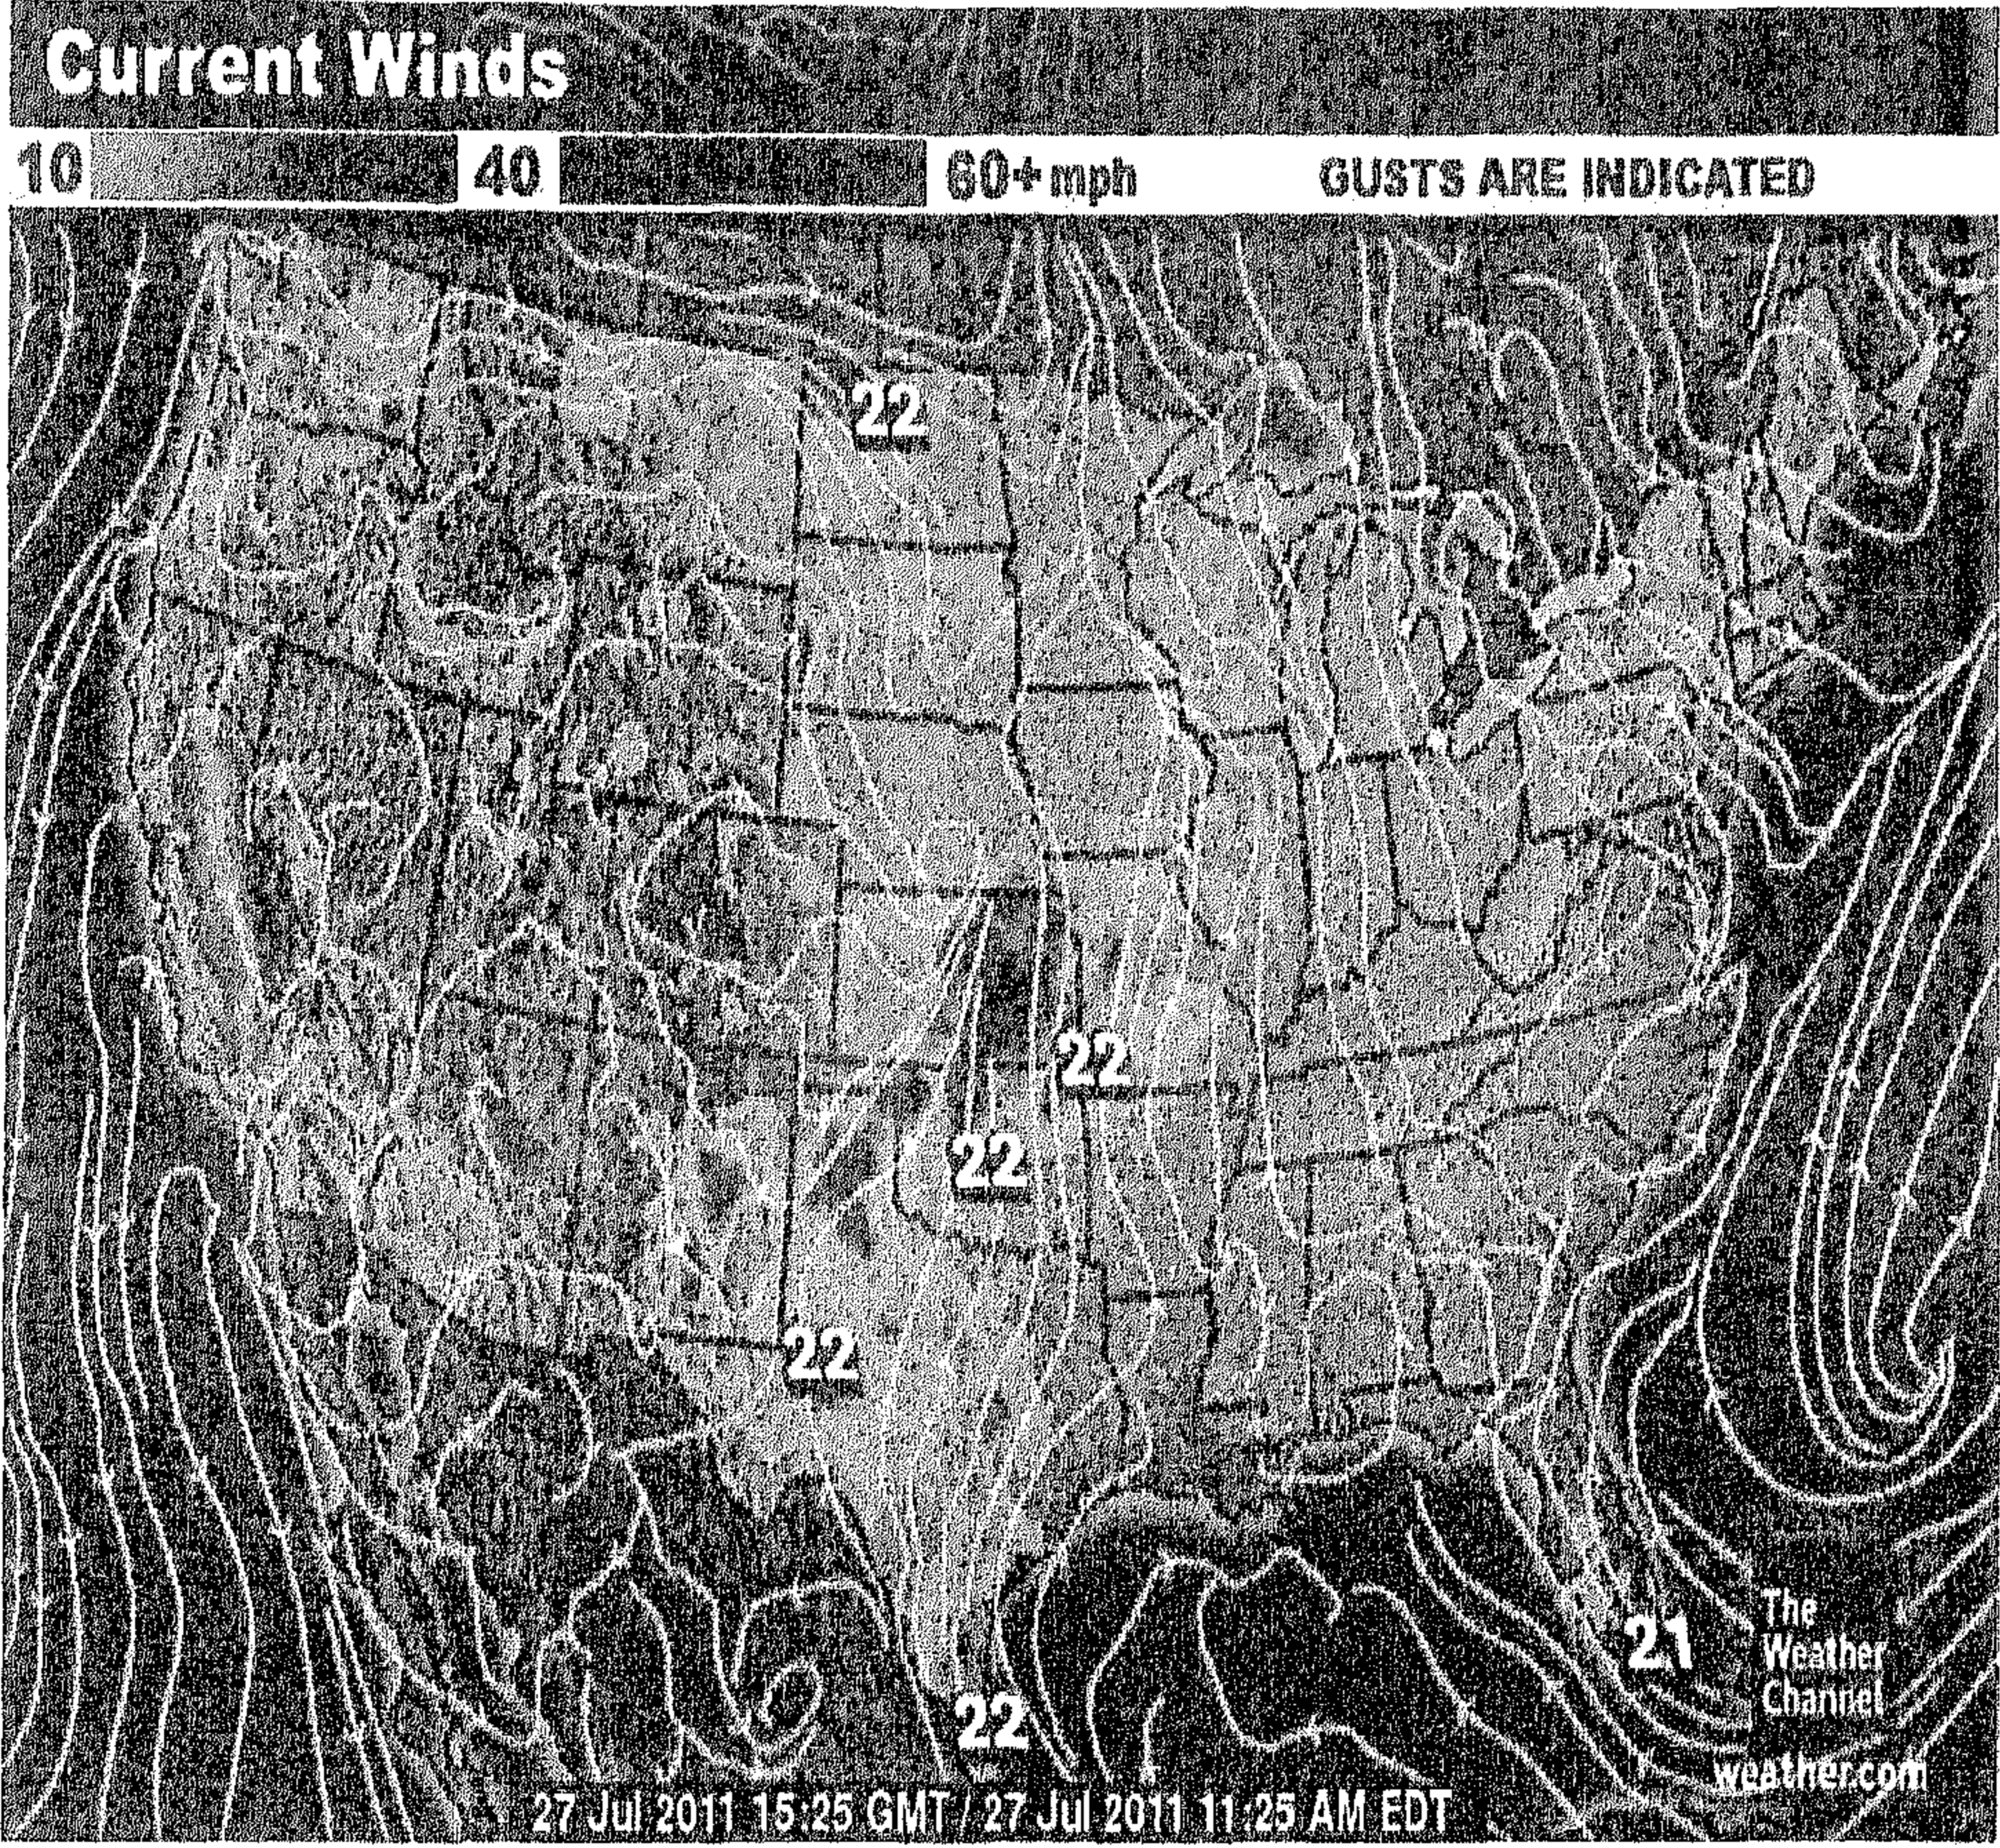 Current Winds
10 40 60+ mph GUSTS ARE INDICATED
22
22
22
22
21
22
The
Weather
Channel
weather.com
27 Jul 2011 15:25 GMT / 27 Jul 2011 11:25 AM EDT